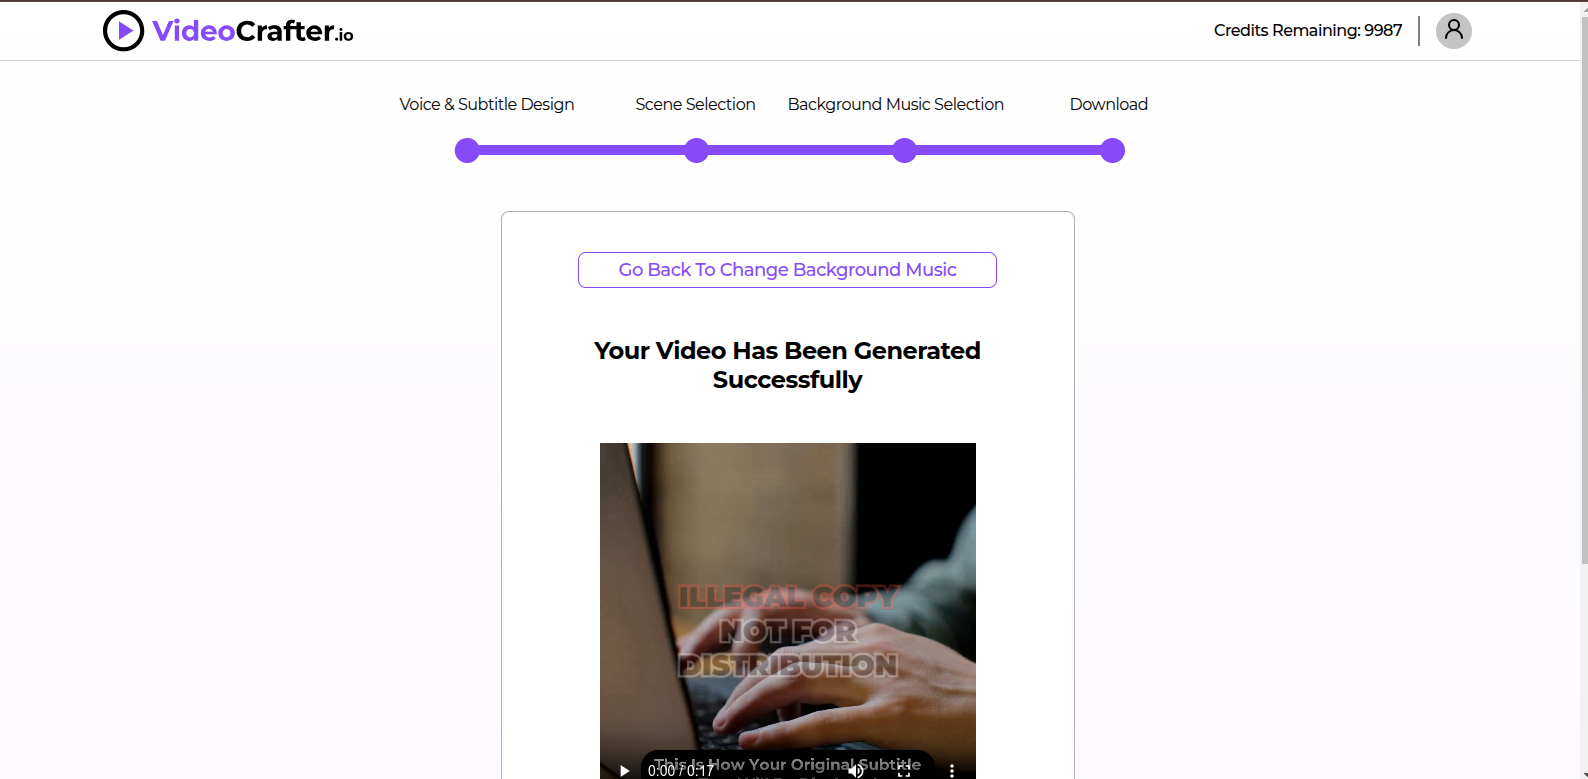 VideoCrafter.io
Credits Remaining: 9987
Voice & Subtitle Design
Scene Selection
Background Music Selection
Download
Go Back To Change Background Music
Your Video Has Been Generated
Successfully
ILLEGAL COPY
NOT FOR
DISTRIBUTION
This Is How Your Original Subtitle
0:00 / 0:17